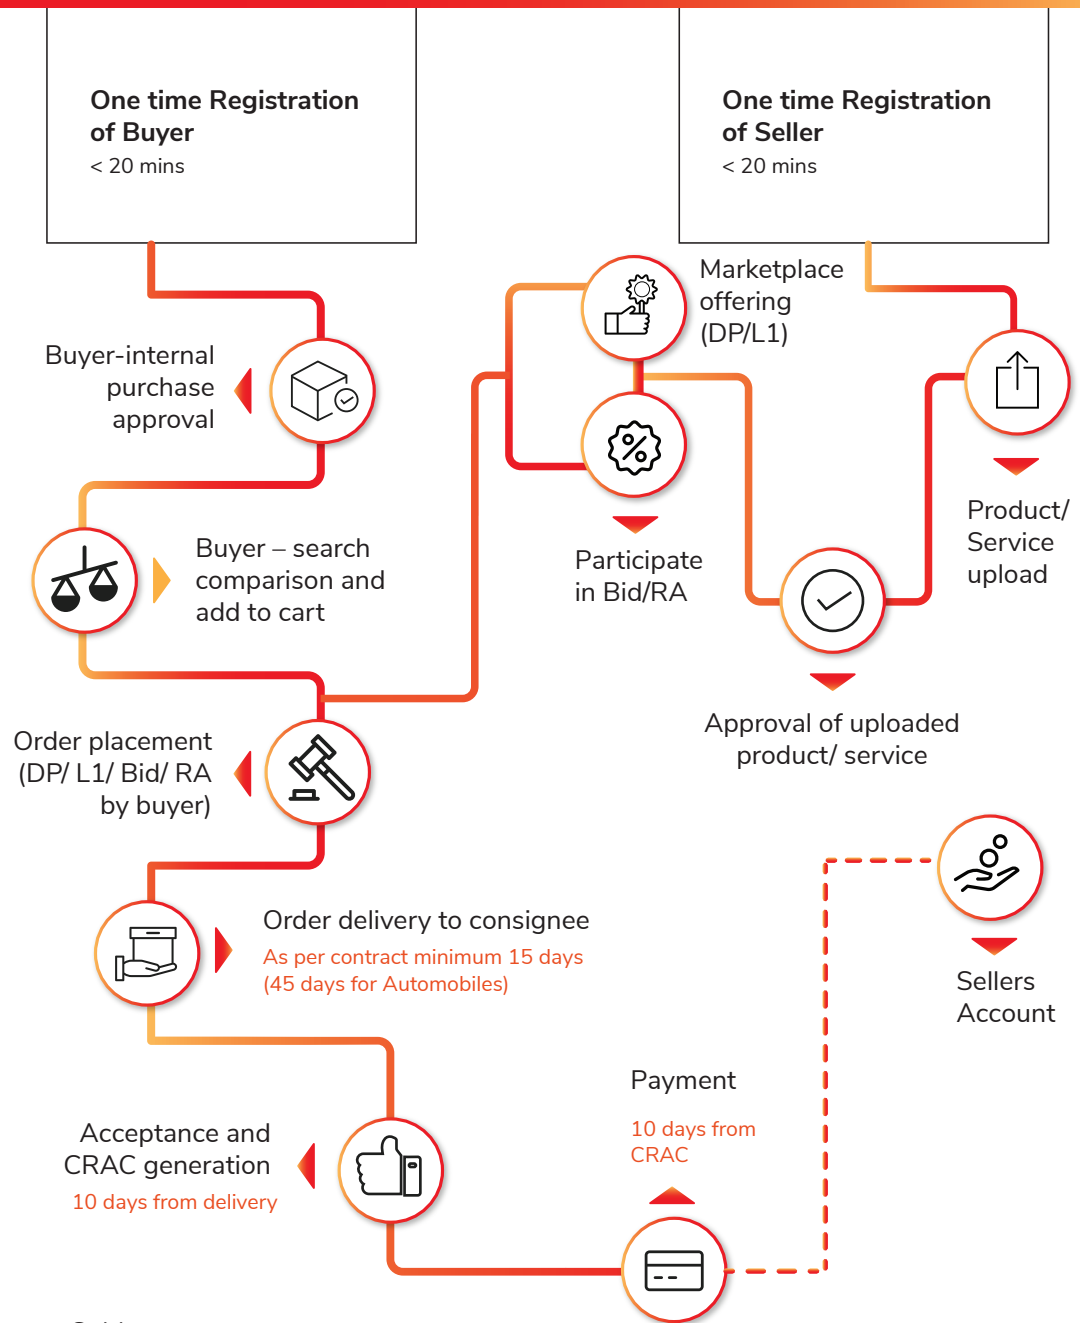 One time Registration
of Buyer
< 20 mins
One time Registration
of Seller
< 20 mins
Marketplace
offering
(DP/L1)
Buyer-internal
purchase
approval
Product/
Service
upload
Buyer – search
comparison and
add to cart
Participate
in Bid/RA
Approval of uploaded
product/ service
Order placement
(DP/ L1/ Bid/ RA
by buyer)
Order delivery to consignee
As per contract minimum 15 days
(45 days for Automobiles)
Sellers
Account
Payment
10 days from
CRAC
Acceptance and
CRAC generation
10 days from delivery